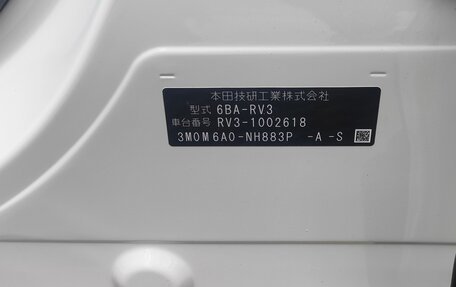 本田技研工業株式会社
型式 6BA-RV3
車台番号 RV3-1002618
3M0M6A0-NH883P -A -S